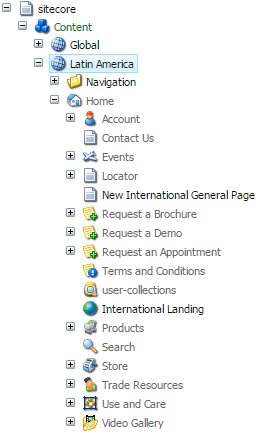 sitecore
Content
Global
Latin America
Navigation
Home
Account
Contact Us
Events
Locator
New International General Page
Request a Brochure
Request a Demo
Request an Appointment
Terms and Conditions
user-collections
International Landing
Products
Search
Store
Trade Resources
Use and Care
Video Gallery